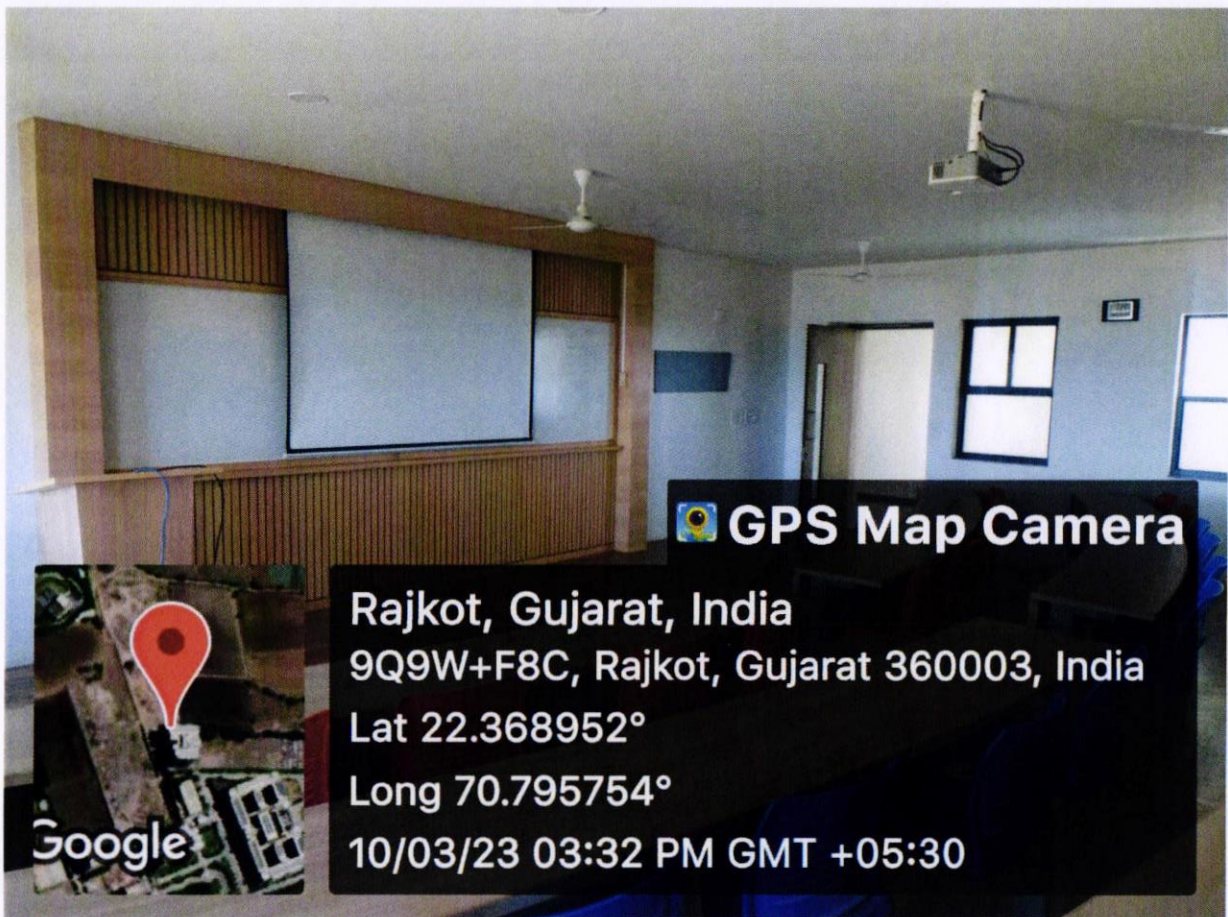 GPS Map Camera
Rajkot, Gujarat, India
9Q9W+F8C, Rajkot, Gujarat 360003, India
Lat 22.368952°
Long 70.795754°
10/03/23 03:32 PM GMT +05:30
Google